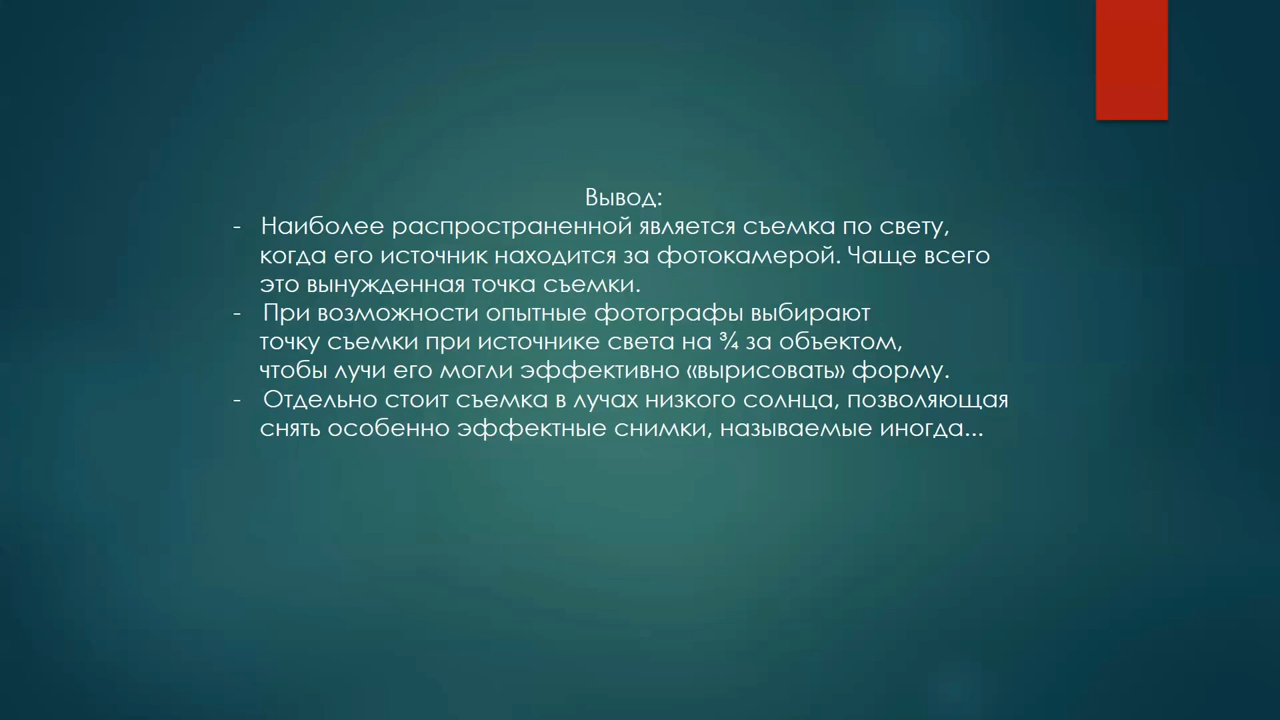 Вывод:
- Наиболее распространенной является съемка по свету,
когда его источник находится за фотокамерой. Чаще всего
это вынужденная точка съемки.
- При возможности опытные фотографы выбирают
точку съемки при источнике света на ¾ за объектом,
чтобы лучи его могли эффективно «вырисовать» форму.
- Отдельно стоит съемка в лучах низкого солнца, позволяющая
снять особенно эффектные снимки, называемые иногда...